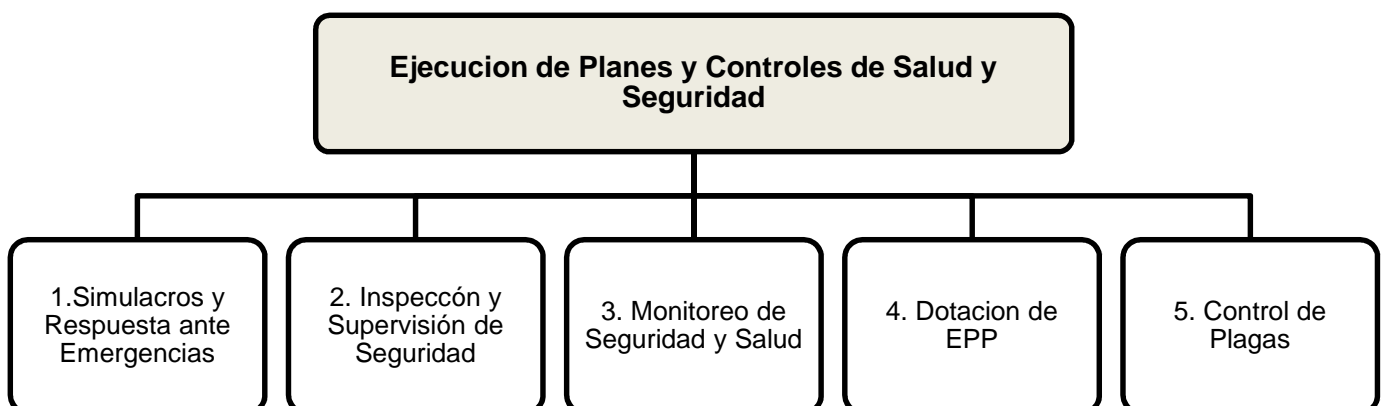 Ejecucion de Planes y Controles de Salud y
Seguridad
1.Simulacros y
Respuesta ante
Emergencias
2. Inspeccón y
Supervisión de
Seguridad
3. Monitoreo de
Seguridad y Salud
4. Dotacion de
EPP
5. Control de
Plagas